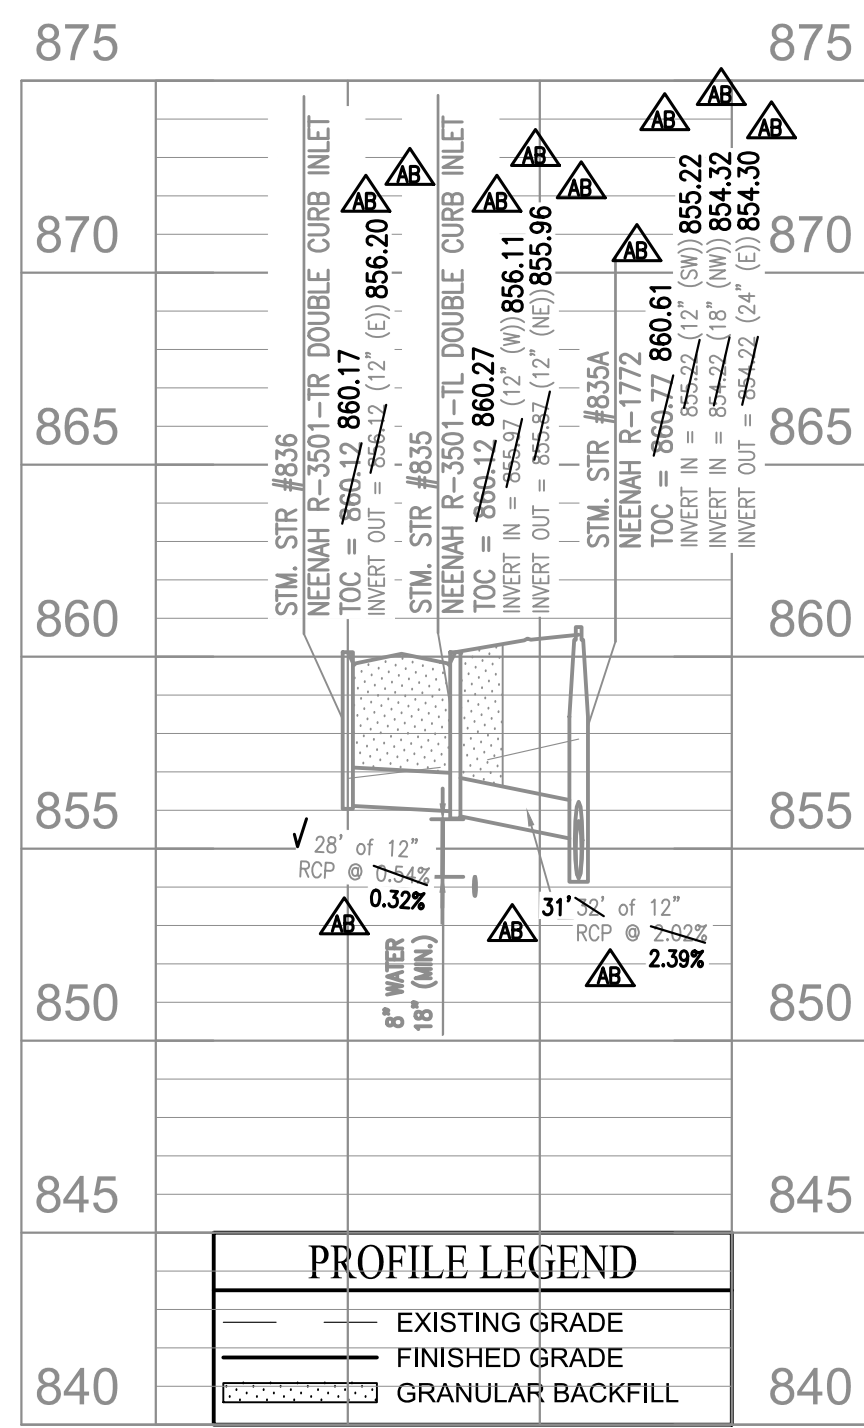 875 875
870 870
865 865
860 860
855 855
850 850
845 845
840 840
AB
AB
AB
AB
AB
AB
AB
AB
AB
STM. STR #836
NEENAH R-3501-TR DOUBLE CURB INLET
TOC = 860.12 860.17
INVERT OUT = 856.12 (12" (E)) 856.20
STM. STR #835
NEENAH R-3501-TL DOUBLE CURB INLET
TOC = 860.12 860.27
INVERT IN = 855.97 (12" (W)) 856.11
INVERT OUT = 855.87 (12" (NE)) 855.96
STM. STR #835A
NEENAH R-1772
TOC = 860.77 860.61
INVERT IN = 855.22 (12" (SW)) 855.22
INVERT IN = 854.22 (18" (NW)) 854.32
INVERT OUT = 854.22 (24" (E)) 854.30
√ 28' of 12"
RCP @ 0.54%
0.32%
AB
8" WATER
18" (MIN.)
AB
31' 32' of 12"
RCP @ 2.02%
2.39%
AB
PROFILE LEGEND
EXISTING GRADE
FINISHED GRADE
GRANULAR BACKFILL